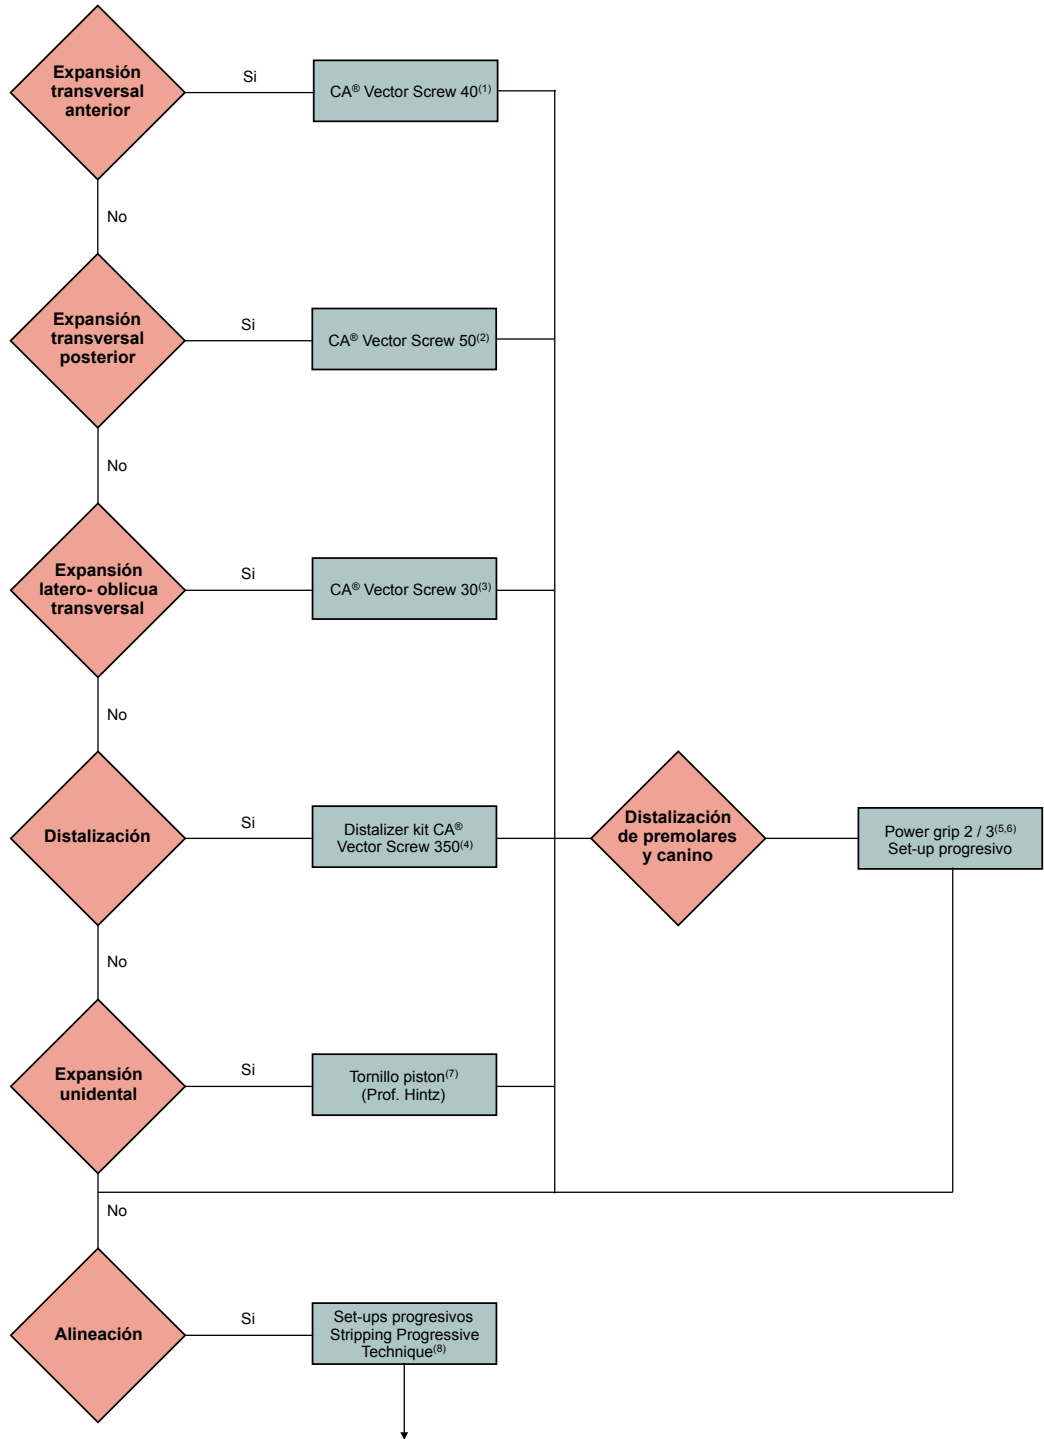 Expansión
transversal
anterior
Si
CA® Vector Screw 40(1)
No
Expansión
transversal
posterior
Si
CA® Vector Screw 50(2)
No
Expansión
latero- oblicua
transversal
Si
CA® Vector Screw 30(3)
No
Distalización
Si
Distalizer kit CA®
Vector Screw 350(4)
Distalización
de premolares
y canino
Power grip 2 / 3(5,6)
Set-up progresivo
No
Expansión
unidental
Si
Tornillo piston(7)
(Prof. Hintz)
No
Alineación
Si
Set-ups progresivos
Stripping Progressive
Technique(8)